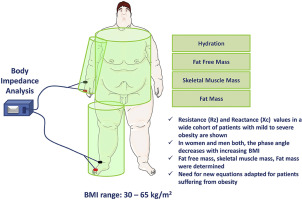 Body
Impedance
Analysis
Hydration
Fat Free Mass
Skeletal Muscle Mass
Fat Mass
✓ Resistance (Rz) and Reactance (Xc) values in a
wide cohort of patients with mild to severe
obesity are shown
✓ In women and men both, the phase angle
decreases with increasing BMI
✓ Fat free mass, skeletal muscle mass, Fat mass
were determined
✓ Need for new equations adapted for patients
suffering from obesity
BMI range: 30 – 65 kg/m²